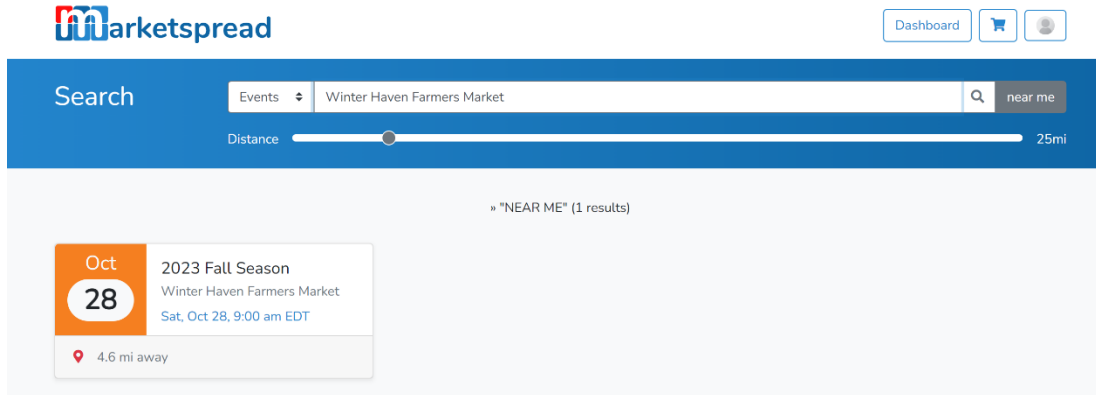 marketspread
Dashboard
Search
Events
Winter Haven Farmers Market
near me
Distance
25mi
» "NEAR ME" (1 results)
Oct
28
2023 Fall Season
Winter Haven Farmers Market
Sat, Oct 28, 9:00 am EDT
4.6 mi away